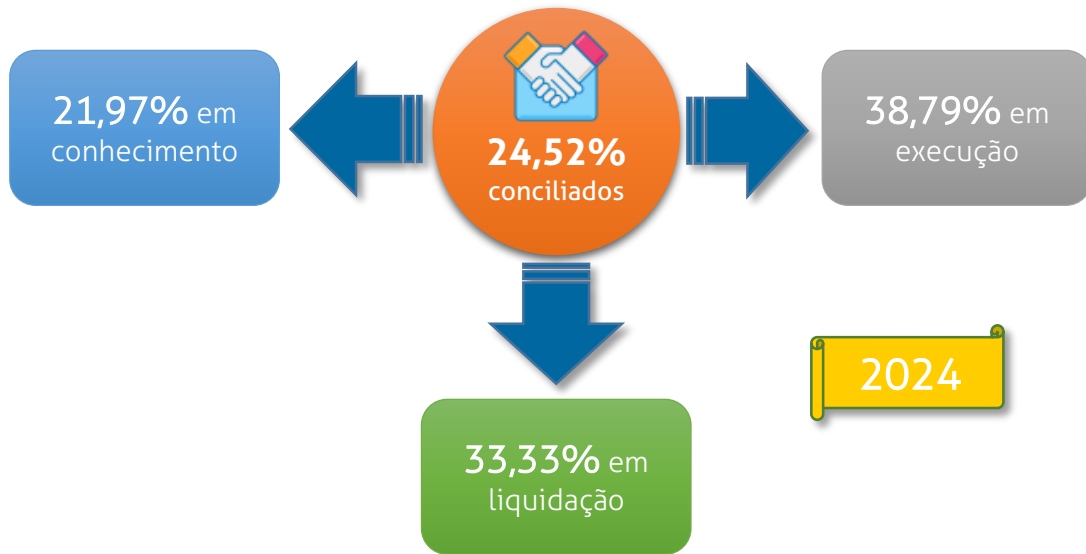 24,52%
conciliados
21,97% em
conhecimento
38,79% em
execução
33,33% em
liquidação
2024